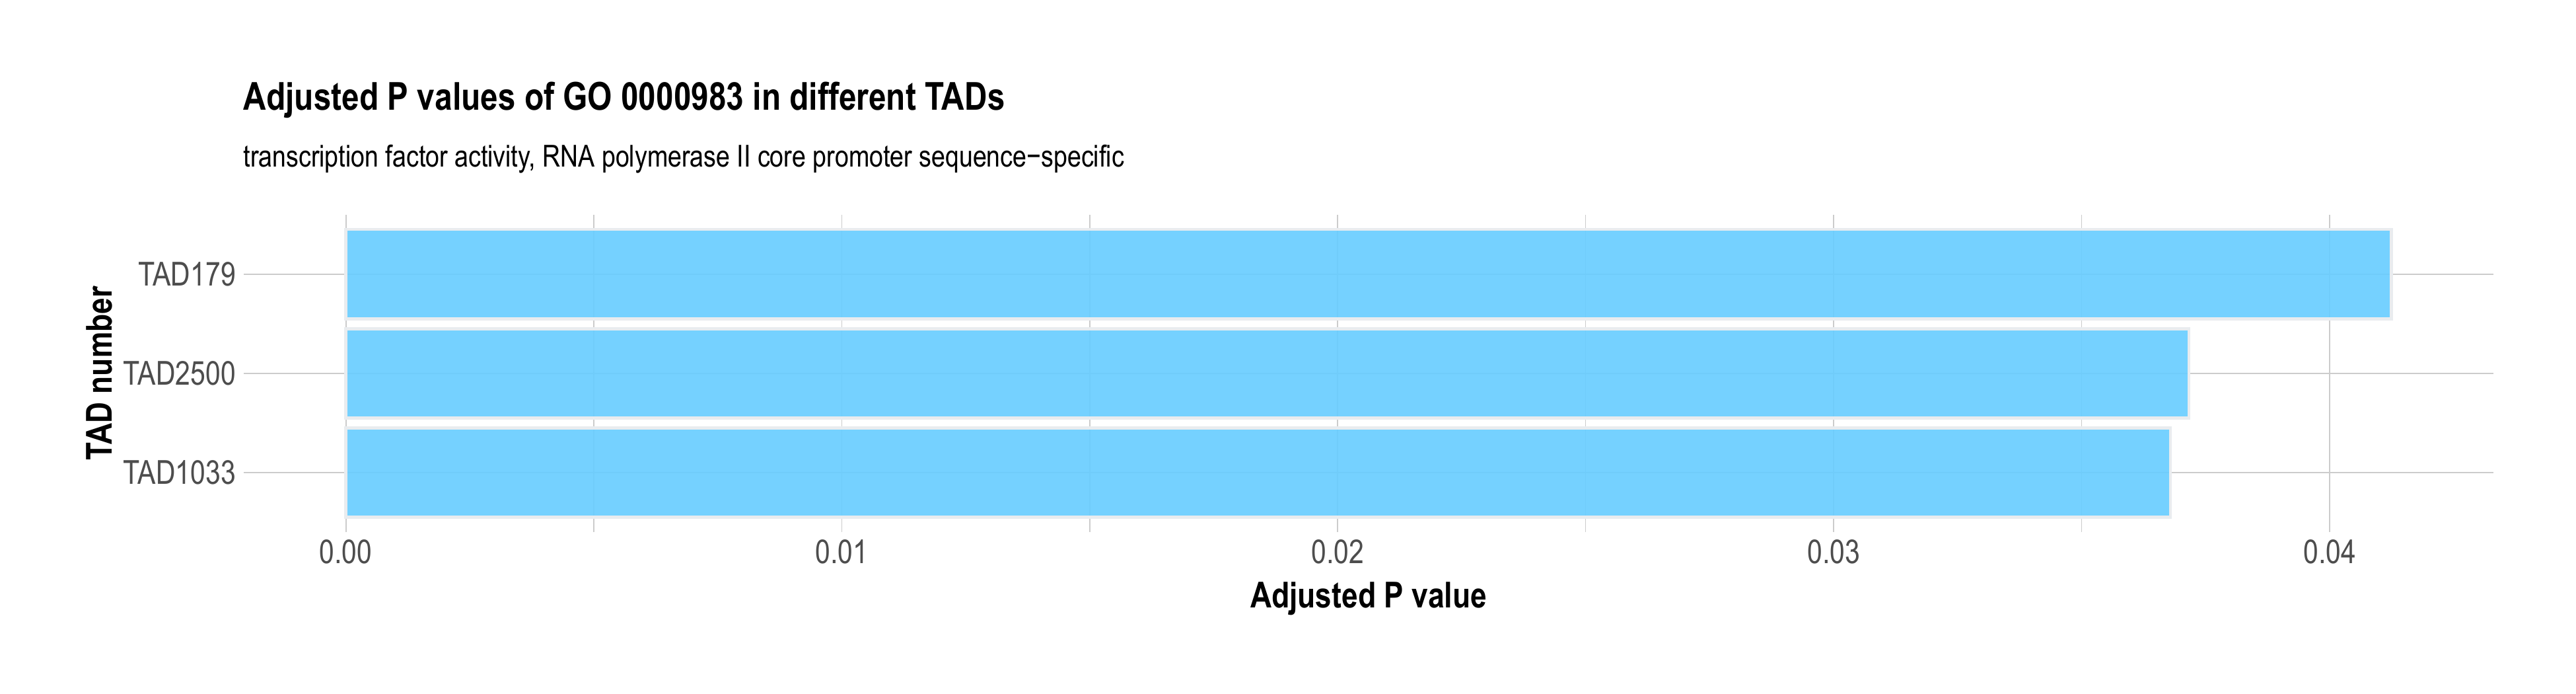 Adjusted P values of GO 0000983 in different TADs
transcription factor activity, RNA polymerase II core promoter sequence−specific
TAD number
TAD179
TAD2500
TAD1033
0.00 0.01 0.02 0.03 0.04
Adjusted P value